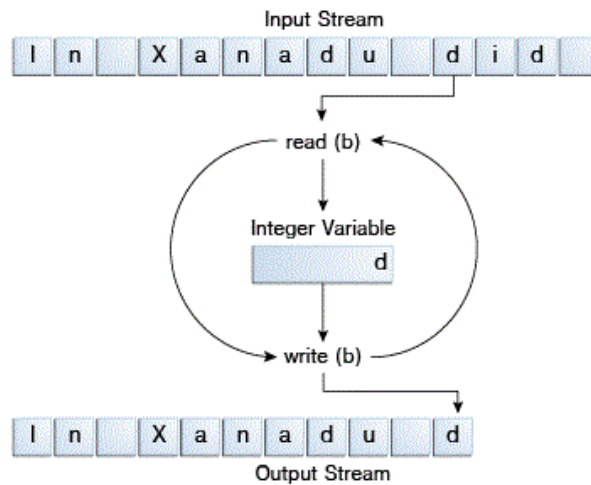 Input Stream
I n X a n a d u d i d
read (b)
Integer Variable
d
write (b)
I n X a n a d u d
Output Stream